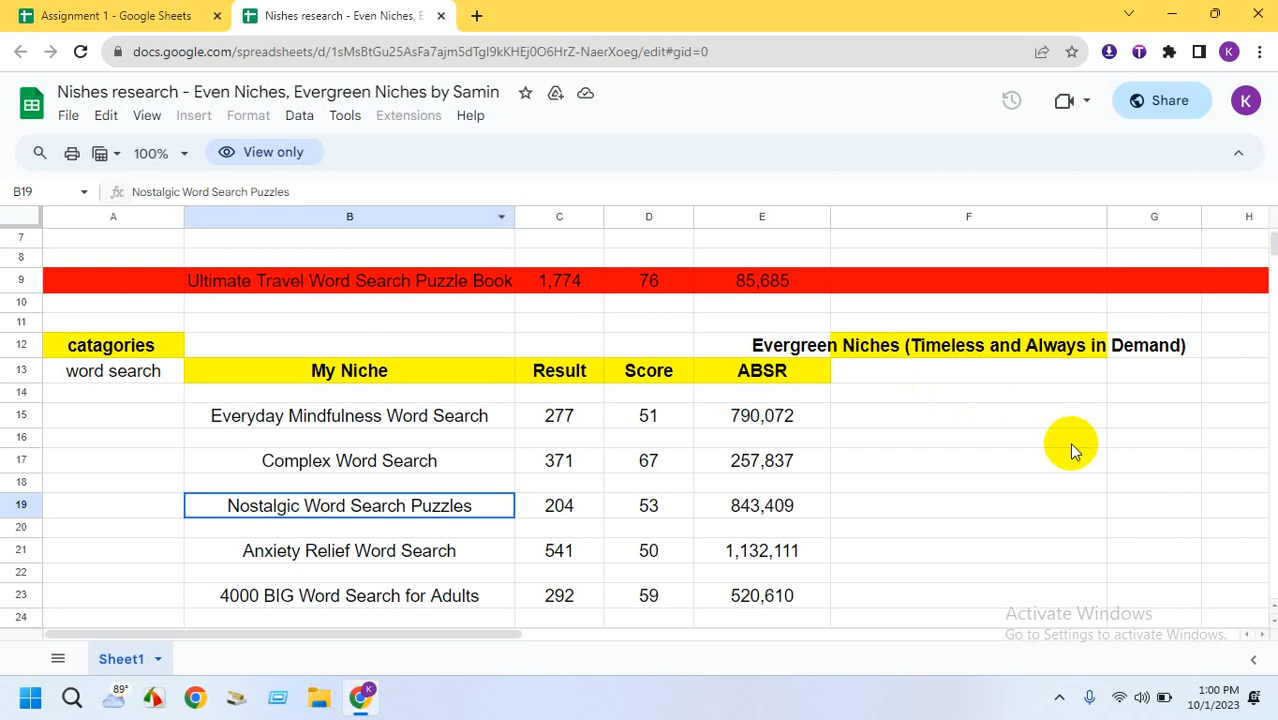 Assignment 1 - Google Sheets
Nishes research - Even Niches, E
docs.google.com/spreadsheets/d/1sMsBtGu25AsFa7ajm5dTgI9kKHEj0O6HrZ-NaerXoeg/edit#gid=0
T K
Nishes research - Even Niches, Evergreen Niches by Samin
File Edit View Insert Format Data Tools Extensions Help
Share
K
100% View only
B19 fx Nostalgic Word Search Puzzles
A B C D E F G H
7
8
9 Ultimate Travel Word Search Puzzle Book 1,774 76 85,685
10
11
12 catagories Evergreen Niches (Timeless and Always in Demand)
13 word search My Niche Result Score ABSR
14
15 Everyday Mindfulness Word Search 277 51 790,072
16
17 Complex Word Search 371 67 257,837
18
19 Nostalgic Word Search Puzzles 204 53 843,409
20
21 Anxiety Relief Word Search 541 50 1,132,111
22
23 4000 BIG Word Search for Adults 292 59 520,610
24
Activate Windows
Go to Settings to activate Windows.
Sheet1
89°
K
1:00 PM
10/1/2023